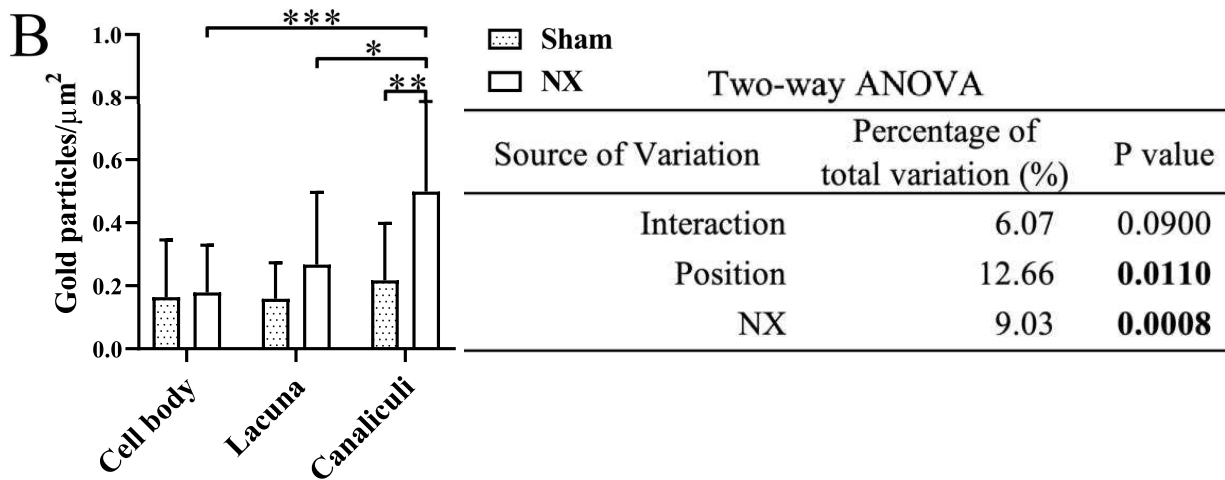 B
Gold particles/μm²
1.0
0.8
0.6
0.4
0.2
0.0
***
*
**
Cell body
Lacuna
Canaliculi
Sham
NX
Two-way ANOVA
Source of Variation Percentage of total variation (%) P value
Interaction 6.07 0.0900
Position 12.66 0.0110
NX 9.03 0.0008